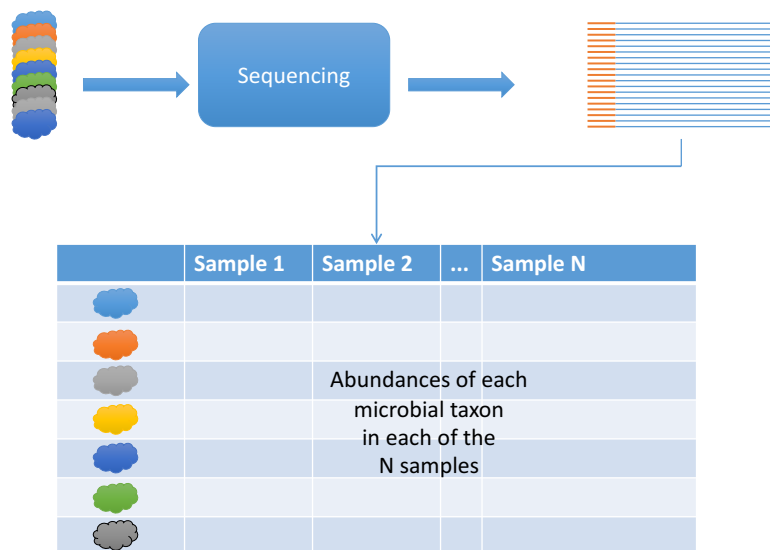 Sequencing
Sample 1 Sample 2 ... Sample N
Abundances of each
microbial taxon
in each of the
N samples